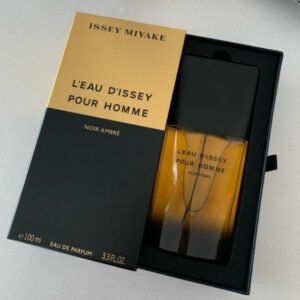 ISSEY MIYAKE
L'EAU D'ISSEY
POUR HOMME
NOIR AMBRÉ
e 100 ml
EAU DE PARFUM
3.3 FL.OZ.
L'EAU D'ISSEY
POUR HOMME